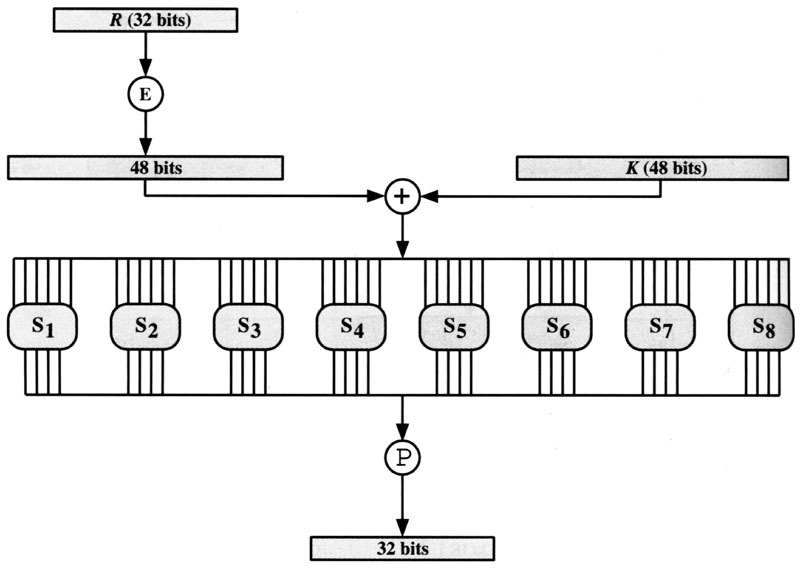 R (32 bits)
E
48 bits
K (48 bits)
+
S1 S2 S3 S4 S5 S6 S7 S8
P
32 bits